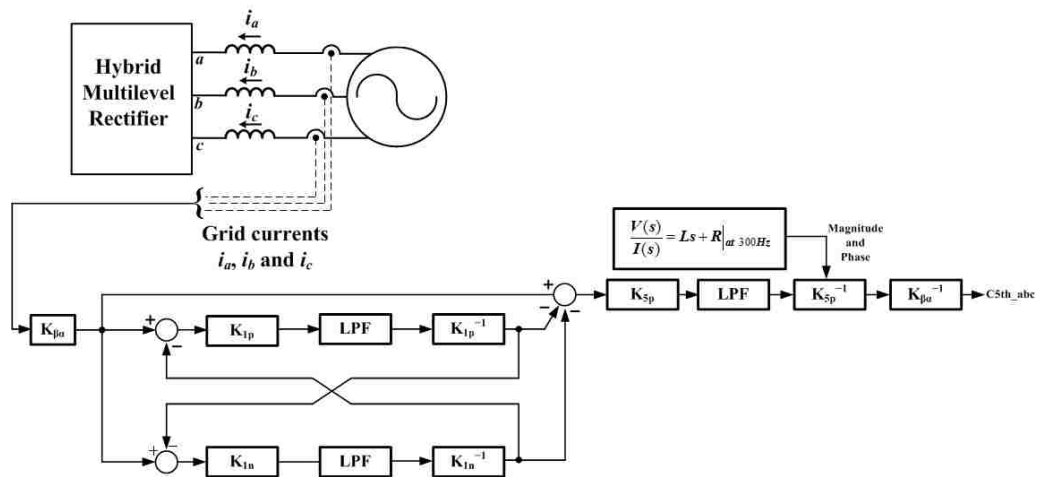 Hybrid
Multilevel
Rectifier
a
b
c
i_a
i_b
i_c
Grid currents
i_a, i_b and i_c
V(s)/I(s) = Ls + R|at 300Hz
Magnitude
and
Phase
K_βα
K_1p
LPF
K_1p^-1
K_5p
LPF
K_5p^-1
K_βα^-1
C5th_abc
K_1n
LPF
K_1n^-1
+
−
+
−
+
−
−